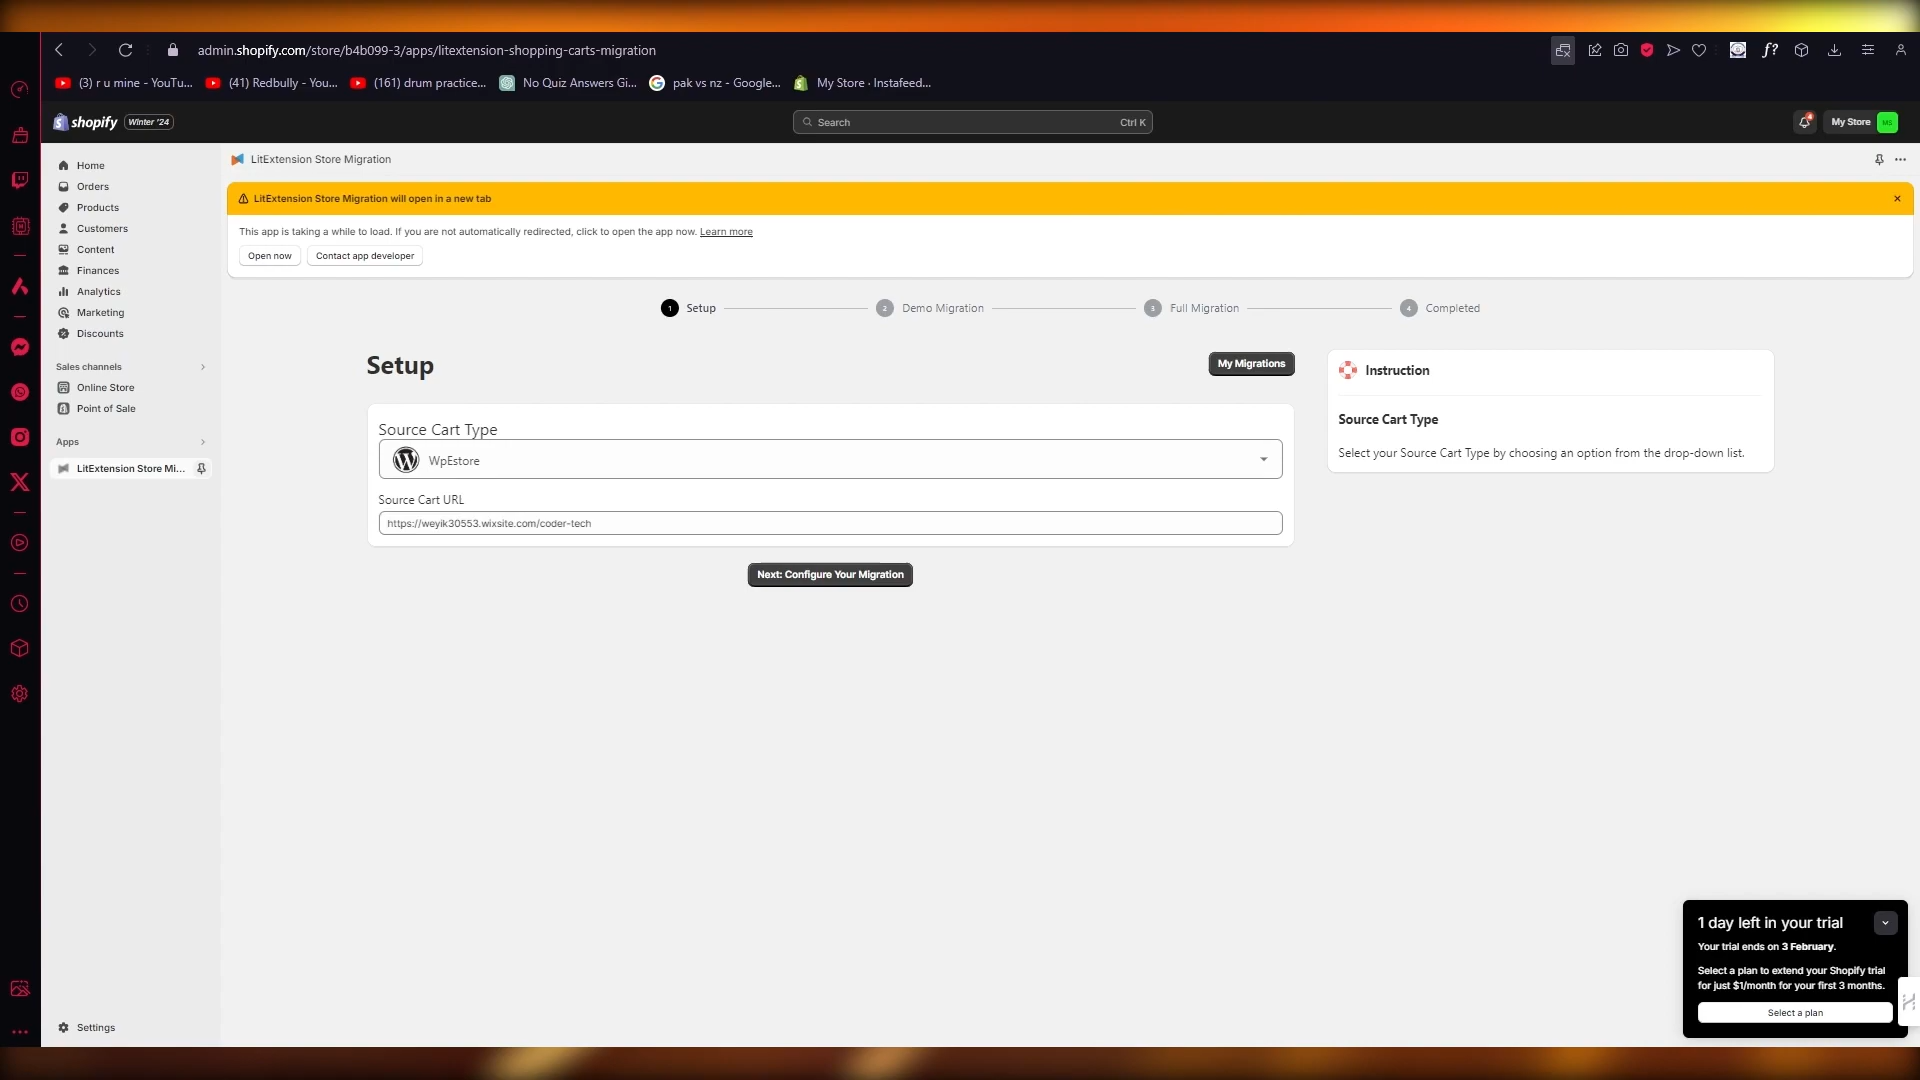 admin.shopify.com/store/b4b099-3/apps/litextension-shopping-carts-migration
(3) r u mine - YouTu...
(41) Redbully - You...
(161) drum practice...
No Quiz Answers Gi...
pak vs nz - Google...
My Store · Instafeed...
shopify
Winter '24
Search
Ctrl K
4
My Store
MS
Home
Orders
Products
Customers
Content
Finances
Analytics
Marketing
Discounts
Sales channels
Online Store
Point of Sale
Apps
LitExtension Store Mi...
Settings
LitExtension Store Migration
LitExtension Store Migration will open in a new tab
This app is taking a while to load. If you are not automatically redirected, click to open the app now. Learn more
Open now
Contact app developer
1 Setup
2 Demo Migration
3 Full Migration
4 Completed
Setup
My Migrations
Source Cart Type
WpEstore
Source Cart URL
https://weyik30553.wixsite.com/coder-tech
Next: Configure Your Migration
Instruction
Source Cart Type
Select your Source Cart Type by choosing an option from the drop-down list.
1 day left in your trial
Your trial ends on 3 February.
Select a plan to extend your Shopify trial
for just $1/month for your first 3 months.
Select a plan